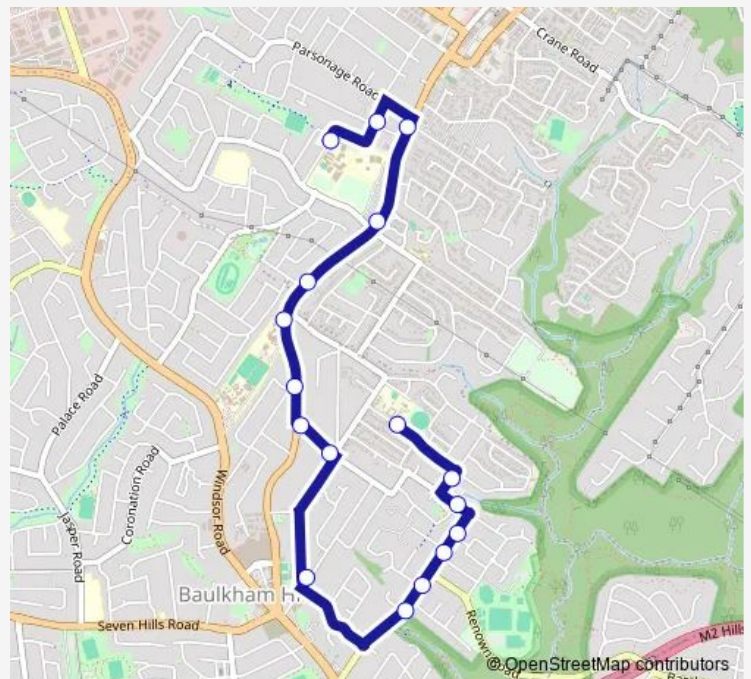 Crane Road
Parsonage Road
Palace Road
Coronation Road
Windsor Road
Jasper Road
Baulkham H
Seven Hills Road
Renown Road
M2 Hills
© OpenStreetMap contributors